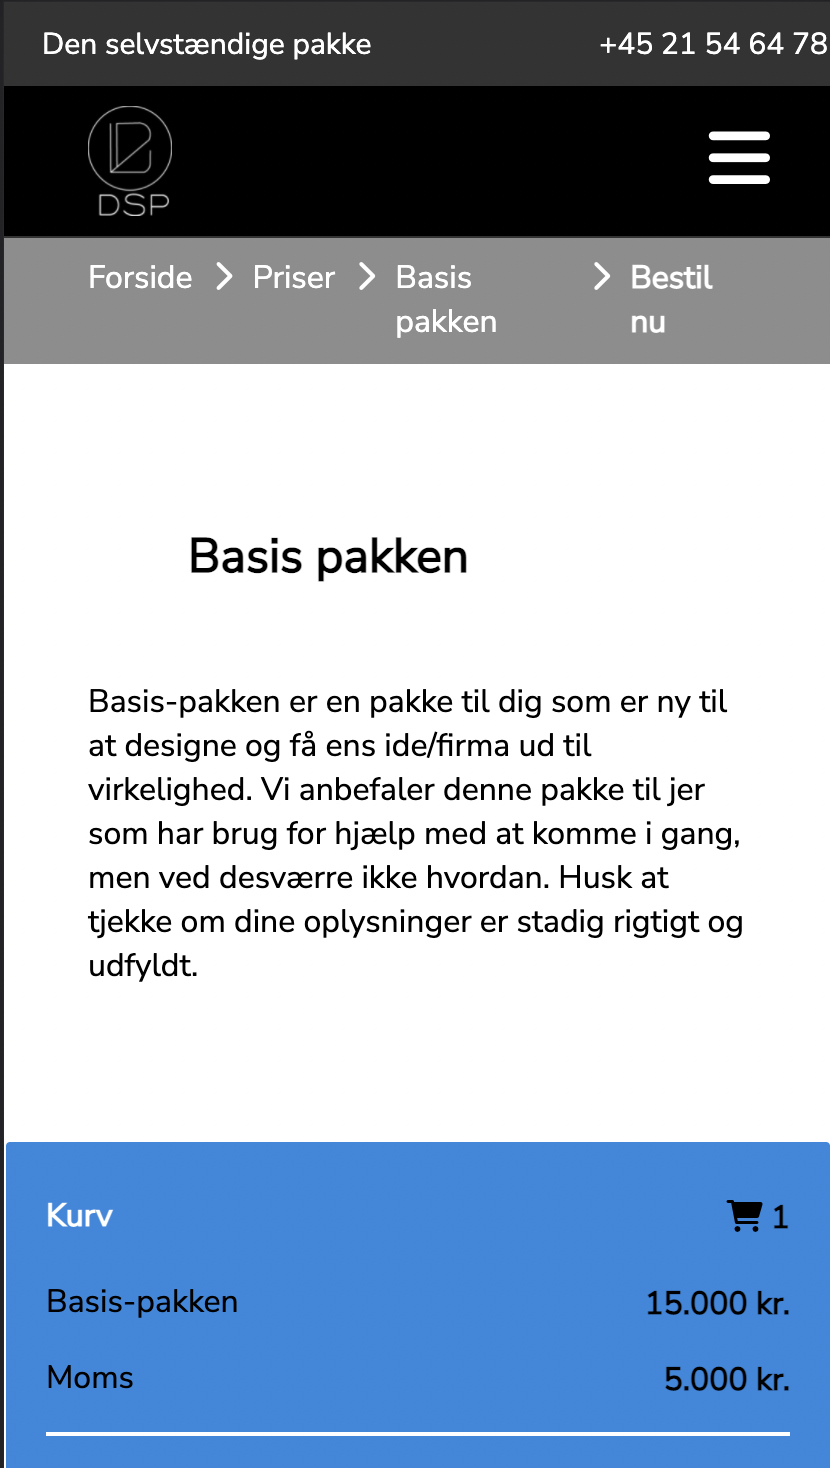 Den selvstændige pakke +45 21 54 64 78
DSP
Forside > Priser > Basis pakken > Bestil nu
Basis pakken
Basis-pakken er en pakke til dig som er ny til
at designe og få ens ide/firma ud til
virkelighed. Vi anbefaler denne pakke til jer
som har brug for hjælp med at komme i gang,
men ved desværre ikke hvordan. Husk at
tjekke om dine oplysninger er stadig rigtigt og
udfyldt.
Kurv 1
Basis-pakken 15.000 kr.
Moms 5.000 kr.